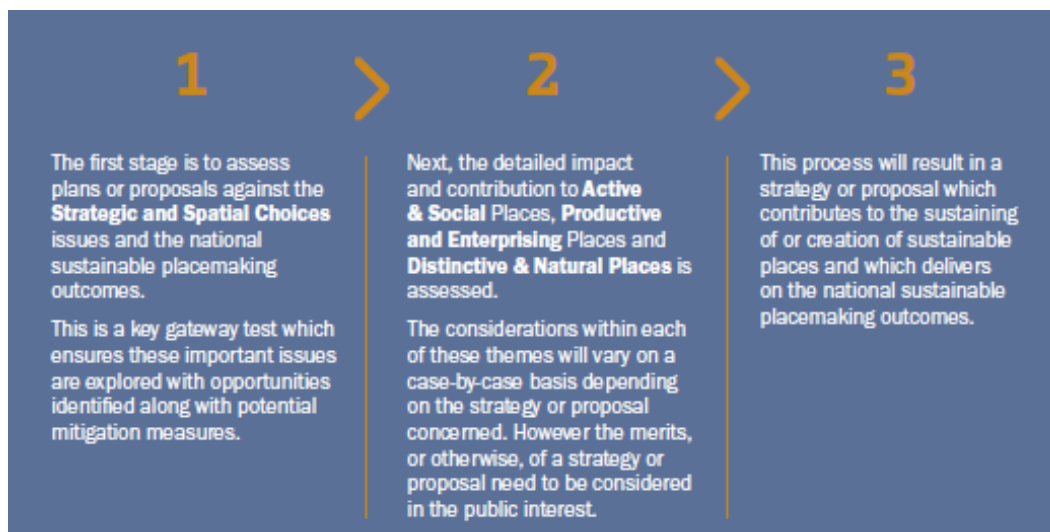 1
The first stage is to assess
plans or proposals against the
Strategic and Spatial Choices
issues and the national
sustainable placemaking
outcomes.
This is a key gateway test which
ensures these important issues
are explored with opportunities
identified along with potential
mitigation measures.
2
Next, the detailed impact
and contribution to Active
& Social Places, Productive
and Enterprising Places and
Distinctive & Natural Places is
assessed.
The considerations within each
of these themes will vary on a
case-by-case basis depending
on the strategy or proposal
concerned. However the merits,
or otherwise, of a strategy or
proposal need to be considered
in the public interest.
3
This process will result in a
strategy or proposal which
contributes to the sustaining
of or creation of sustainable
places and which delivers
on the national sustainable
placemaking outcomes.